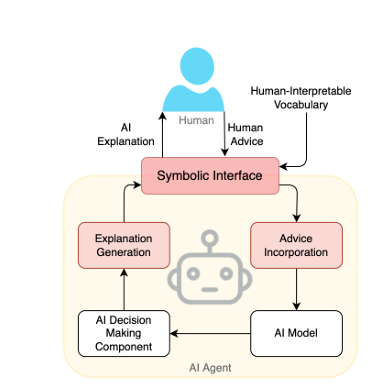 Human
Human-Interpretable
Vocabulary
AI
Explanation
Human
Advice
Symbolic Interface
Explanation
Generation
Advice
Incorporation
AI Decision
Making
Component
AI Model
AI Agent